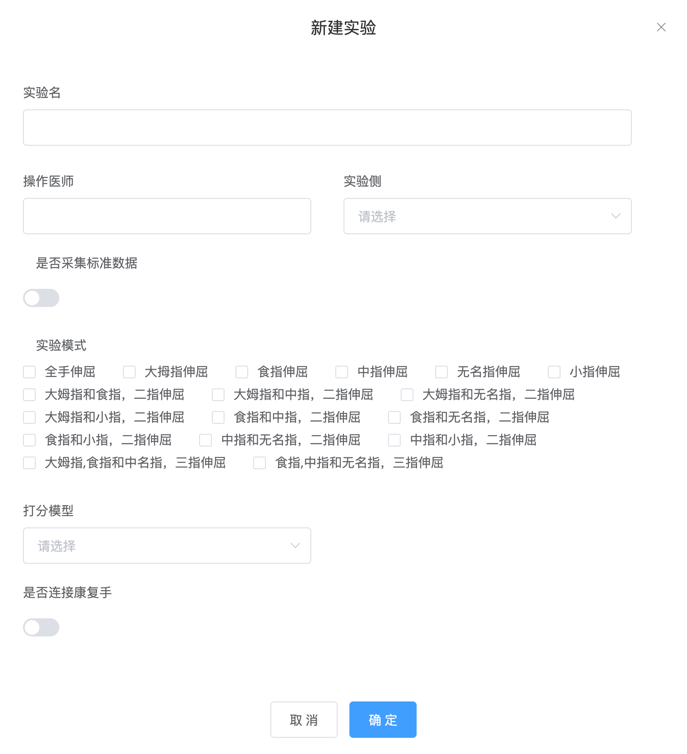 新建实验
实验名
操作医师 实验侧
请选择
是否采集标准数据
实验模式
全手伸屈 大拇指伸屈 食指伸屈 中指伸屈 无名指伸屈 小指伸屈
大姆指和食指，二指伸屈 大姆指和中指，二指伸屈 大姆指和无名指，二指伸屈
大姆指和小指，二指伸屈 食指和中指，二指伸屈 食指和无名指，二指伸屈
食指和小指，二指伸屈 中指和无名指，二指伸屈 中指和小指，二指伸屈
大姆指,食指和中名指，三指伸屈 食指,中指和无名指，三指伸屈
打分模型
请选择
是否连接康复手
取 消 确 定